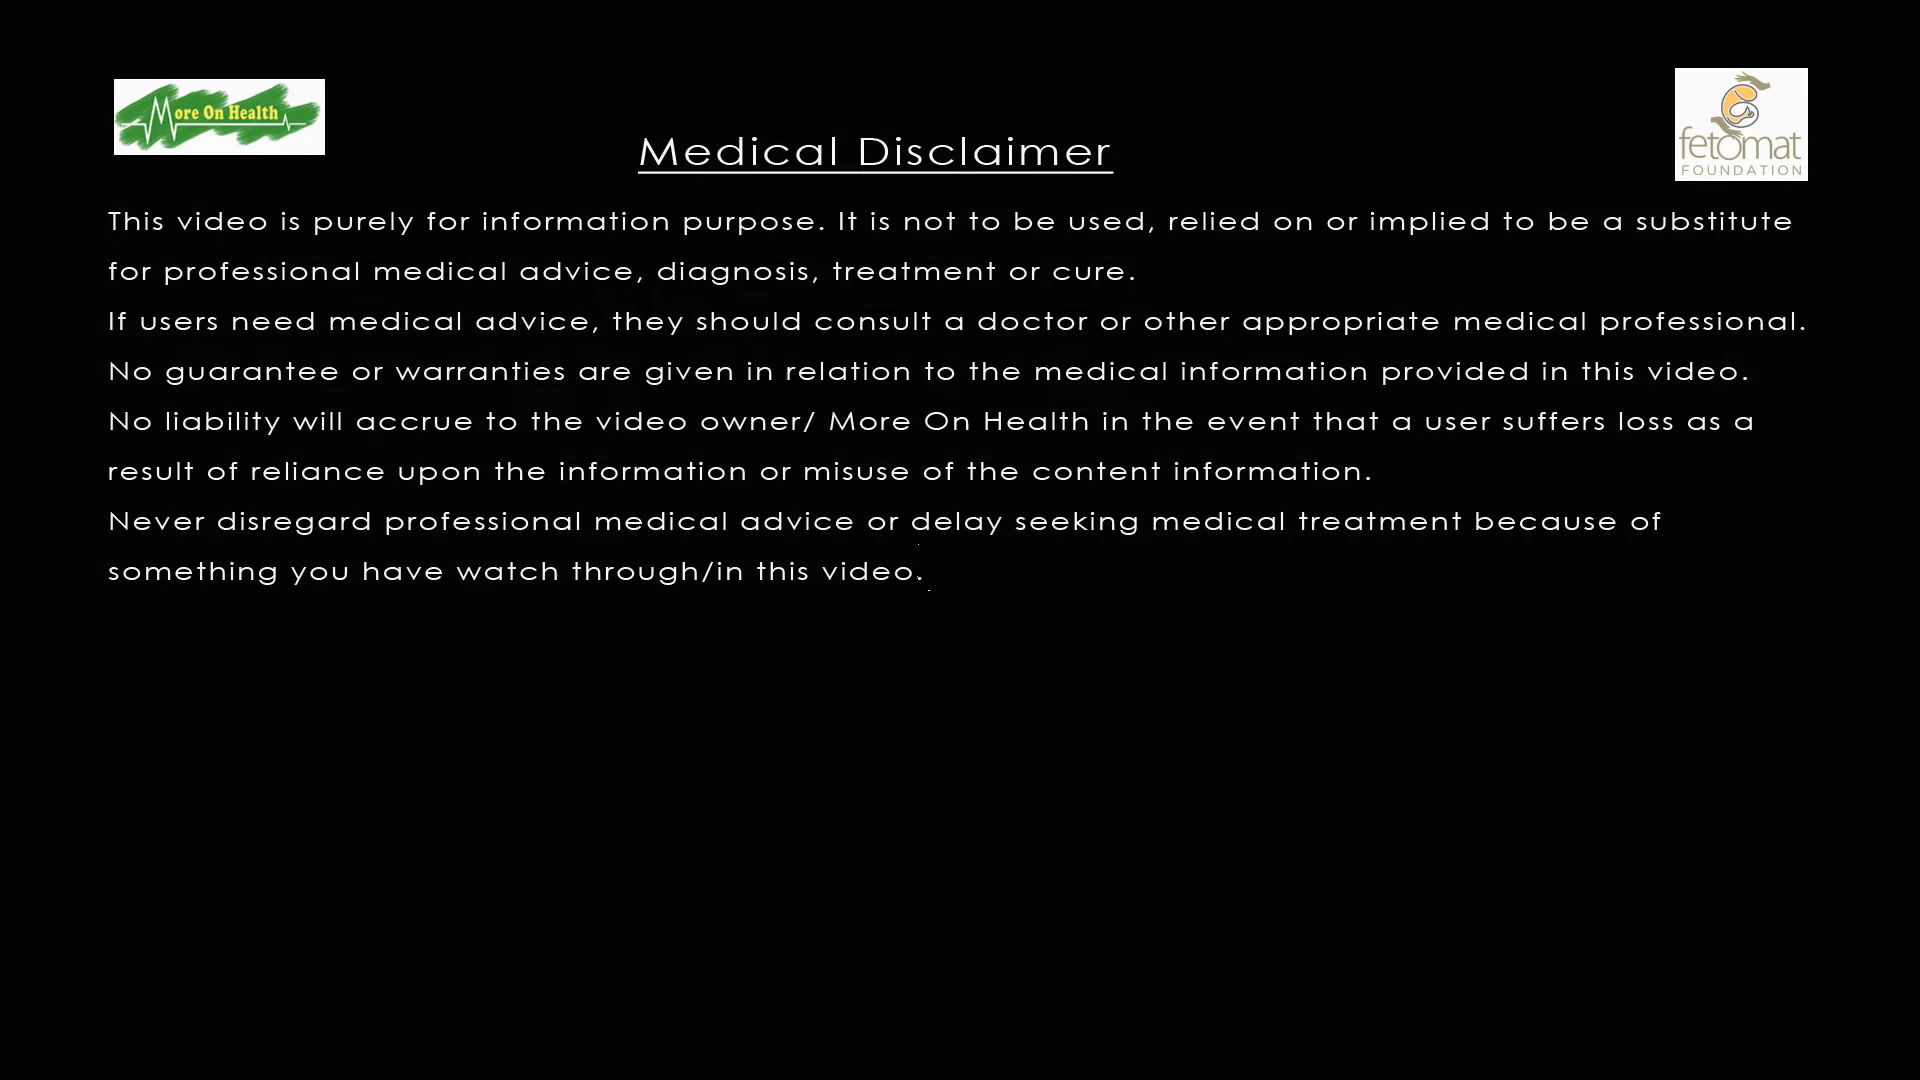 More On Health
fetomat
FOUNDATION
Medical Disclaimer
This video is purely for information purpose. It is not to be used, relied on or implied to be a substitute
for professional medical advice, diagnosis, treatment or cure.
If users need medical advice, they should consult a doctor or other appropriate medical professional.
No guarantee or warranties are given in relation to the medical information provided in this video.
No liability will accrue to the video owner/ More On Health in the event that a user suffers loss as a
result of reliance upon the information or misuse of the content information.
Never disregard professional medical advice or delay seeking medical treatment because of
something you have watch through/in this video.